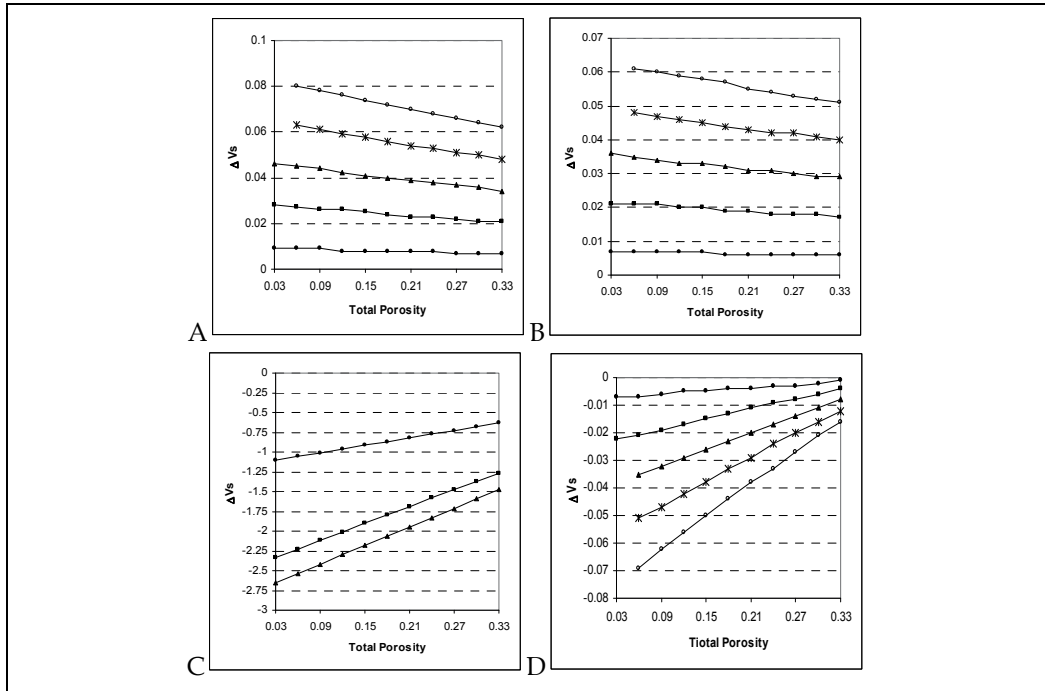 0.1
0.08
0.06
0.04
0.02
0
Δ Vs
0.03 0.09 0.15 0.21 0.27 0.33
Total Porosity
A
0.07
0.06
0.05
0.04
0.03
0.02
0.01
0
Δ Vs
0.03 0.09 0.15 0.21 0.27 0.33
Total Porosity
B
0
-0.25
-0.5
-0.75
-1
-1.25
-1.5
-1.75
-2
-2.25
-2.5
-2.75
-3
Δ Vs
0.03 0.09 0.15 0.21 0.27 0.33
Total Porosity
C
0
-0.01
-0.02
-0.03
-0.04
-0.05
-0.06
-0.07
-0.08
Δ Vs
0.03 0.09 0.15 0.21 0.27 0.33
Tiotal Porosity
D